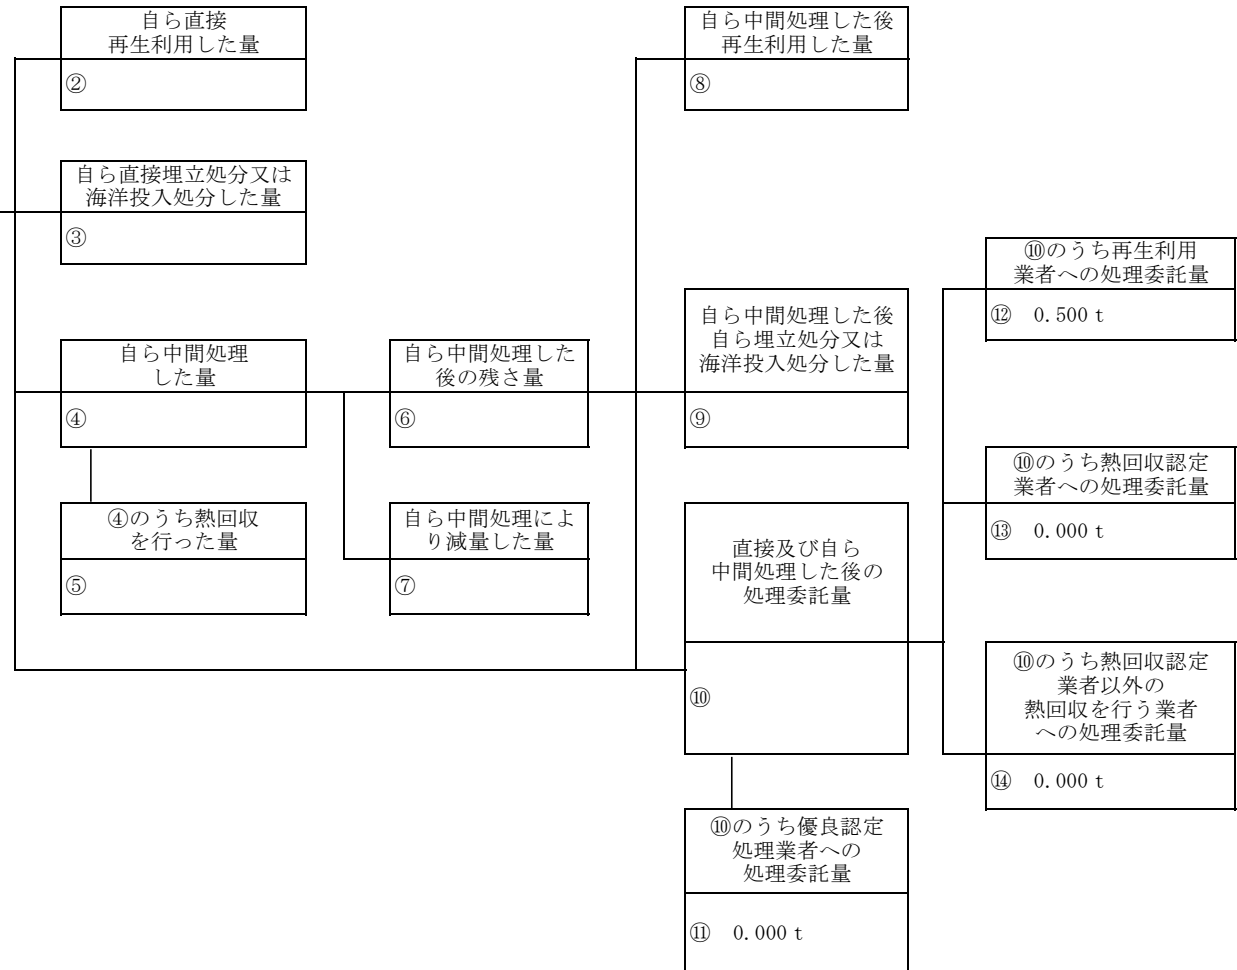 自ら直接
再生利用した量
②
自ら中間処理した後
再生利用した量
⑧
自ら直接埋立処分又は
海洋投入処分した量
③
⑩のうち再生利用
業者への処理委託量
⑫ 0.500 t
自ら中間処理した後
自ら埋立処分又は
海洋投入処分した量
⑨
自ら中間処理
した量
④
自ら中間処理した
後の残さ量
⑥
⑩のうち熱回収認定
業者への処理委託量
⑬ 0.000 t
④のうち熱回収
を行った量
⑤
自ら中間処理によ
り減量した量
⑦
直接及び自ら
中間処理した後の
処理委託量
⑩
⑩のうち熱回収認定
業者以外の
熱回収を行う業者
への処理委託量
⑭ 0.000 t
⑩のうち優良認定
処理業者への
処理委託量
⑪ 0.000 t